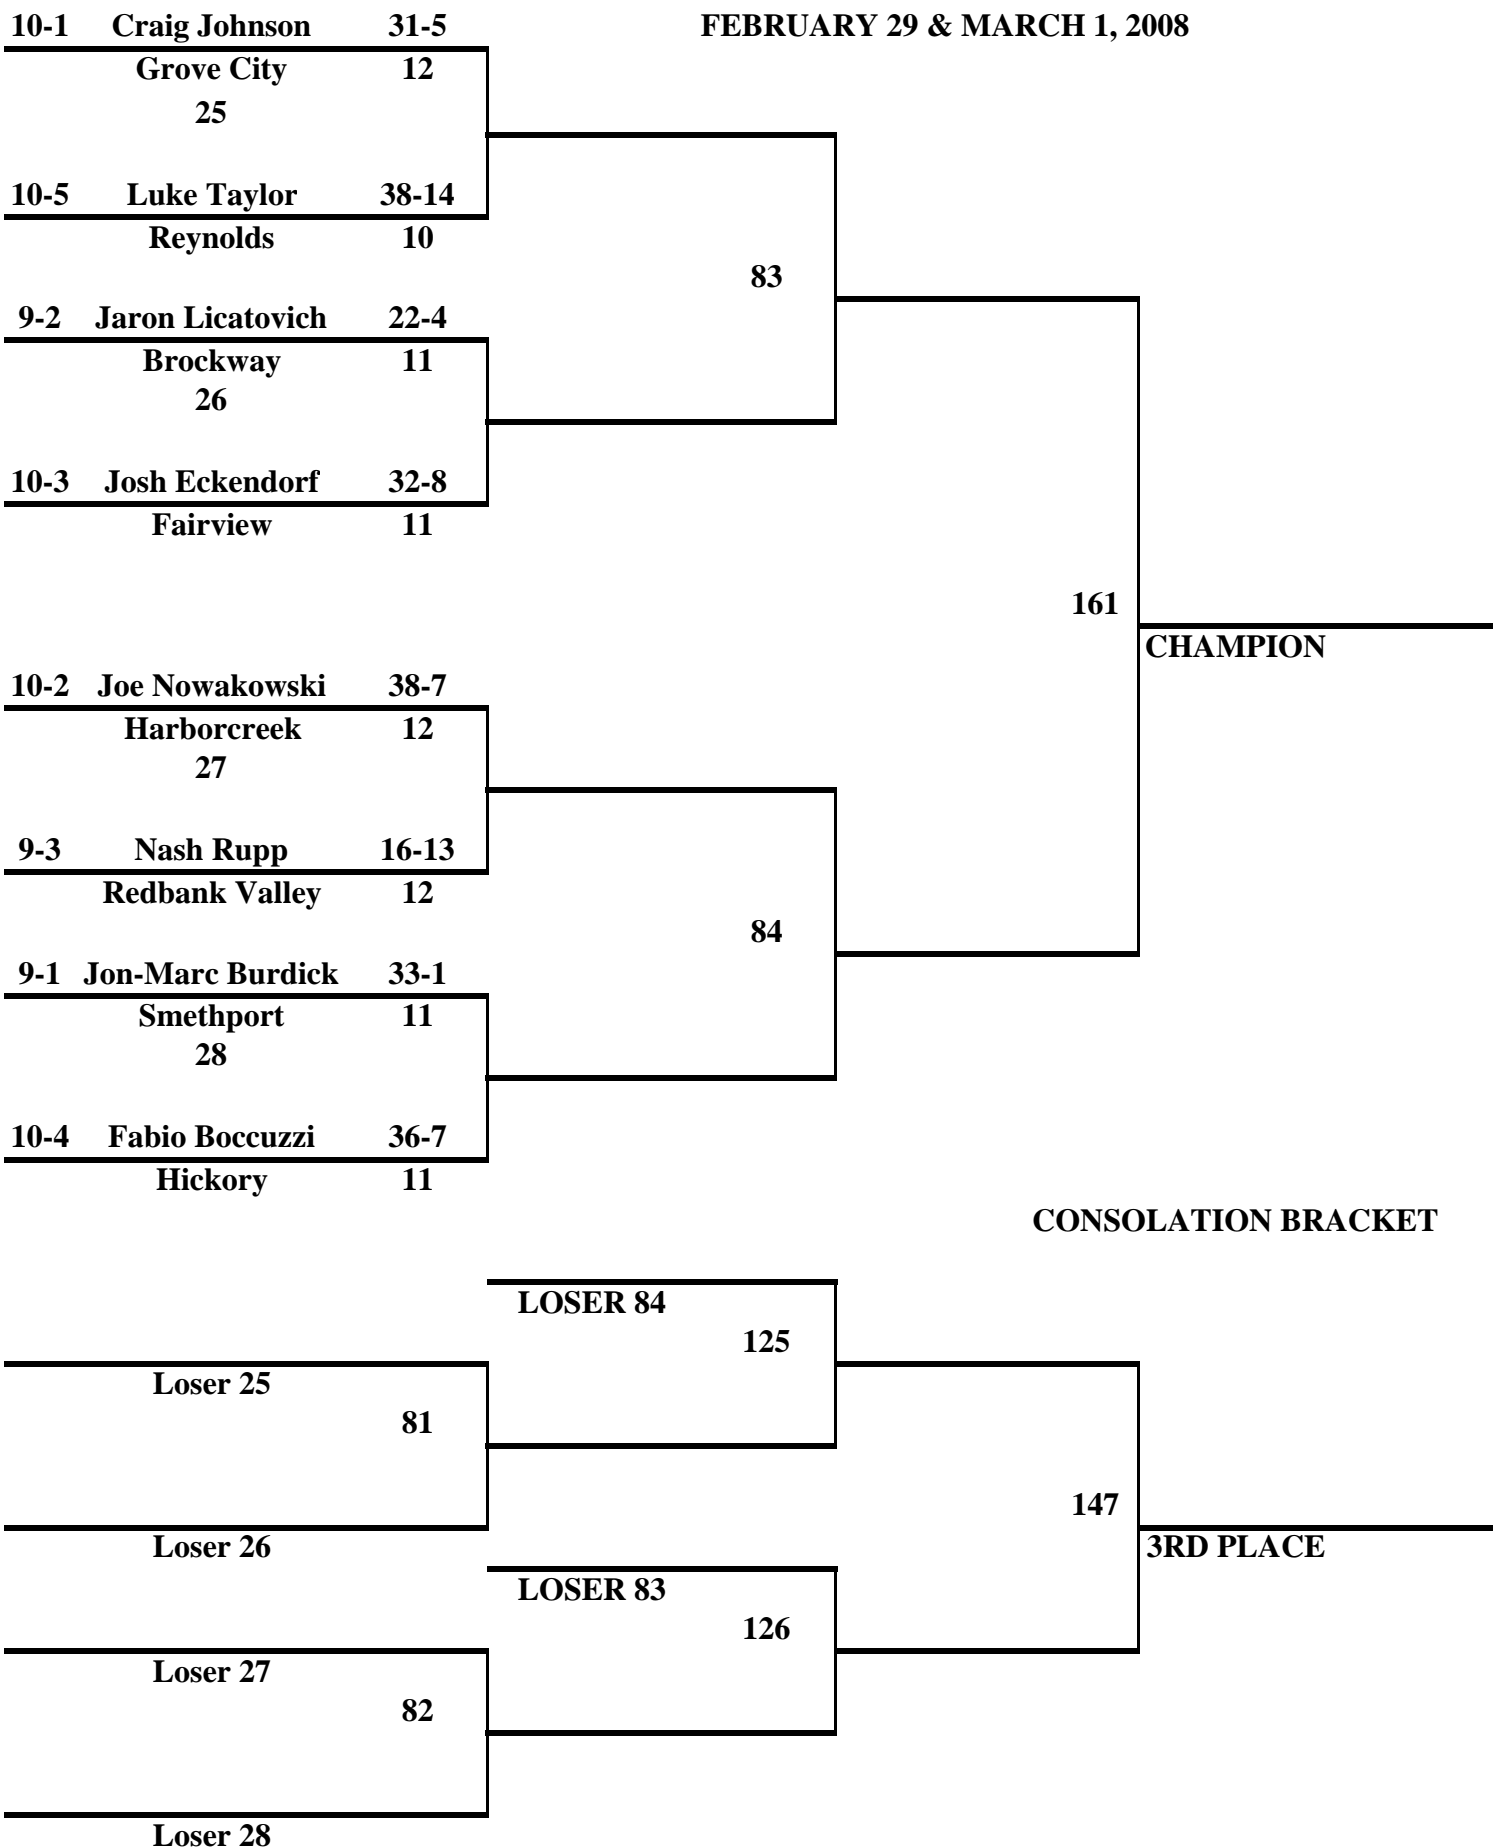 10-1 Craig Johnson 31-5 FEBRUARY 29 & MARCH 1, 2008
Grove City 12
25
10-5 Luke Taylor 38-14
Reynolds 10
83
9-2 Jaron Licatovich 22-4
Brockway 11
26
10-3 Josh Eckendorf 32-8
Fairview 11
161
CHAMPION
10-2 Joe Nowakowski 38-7
Harborcreek 12
27
9-3 Nash Rupp 16-13
Redbank Valley 12
84
9-1 Jon-Marc Burdick 33-1
Smethport 11
28
10-4 Fabio Boccuzzi 36-7
Hickory 11
CONSOLATION BRACKET
LOSER 84
125
Loser 25
81
147
Loser 26
3RD PLACE
LOSER 83
126
Loser 27
82
Loser 28